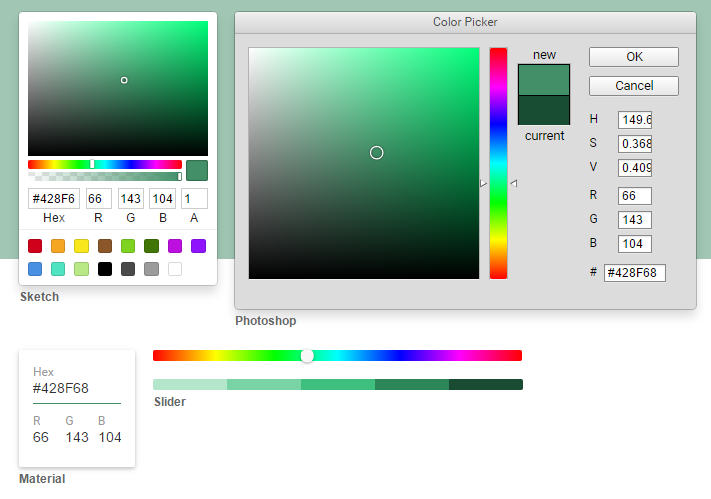 #428F6 66 143 104 1
Hex R G B A
Sketch
Color Picker
new
current
OK
Cancel
H 149.6
S 0.368
V 0.409
R 66
G 143
B 104
# #428F68
Photoshop
Hex
#428F68
R G B
66 143 104
Material
Slider